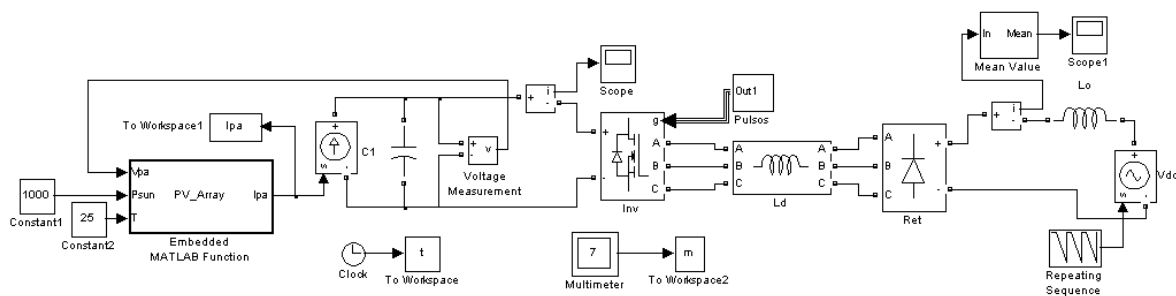 To Workspace1
Ipa
Vpa
Psun
T
PV_Array
Ipa
1000
Constant1
25
Constant2
Embedded
MATLAB Function
+
s
-
C1
+
-
v
Voltage
Measurement
+
i
-
Scope
Out1
Pulsos
g
+
-
A
B
C
Inv
A
B
C
A
B
C
Ld
A
B
C
+
-
Ret
+
i
-
In
Mean
Mean Value
Scope1
Lo
+
s
-
Vdc
Repeating
Sequence
Clock
t
To Workspace
7
Multimeter
m
To Workspace2